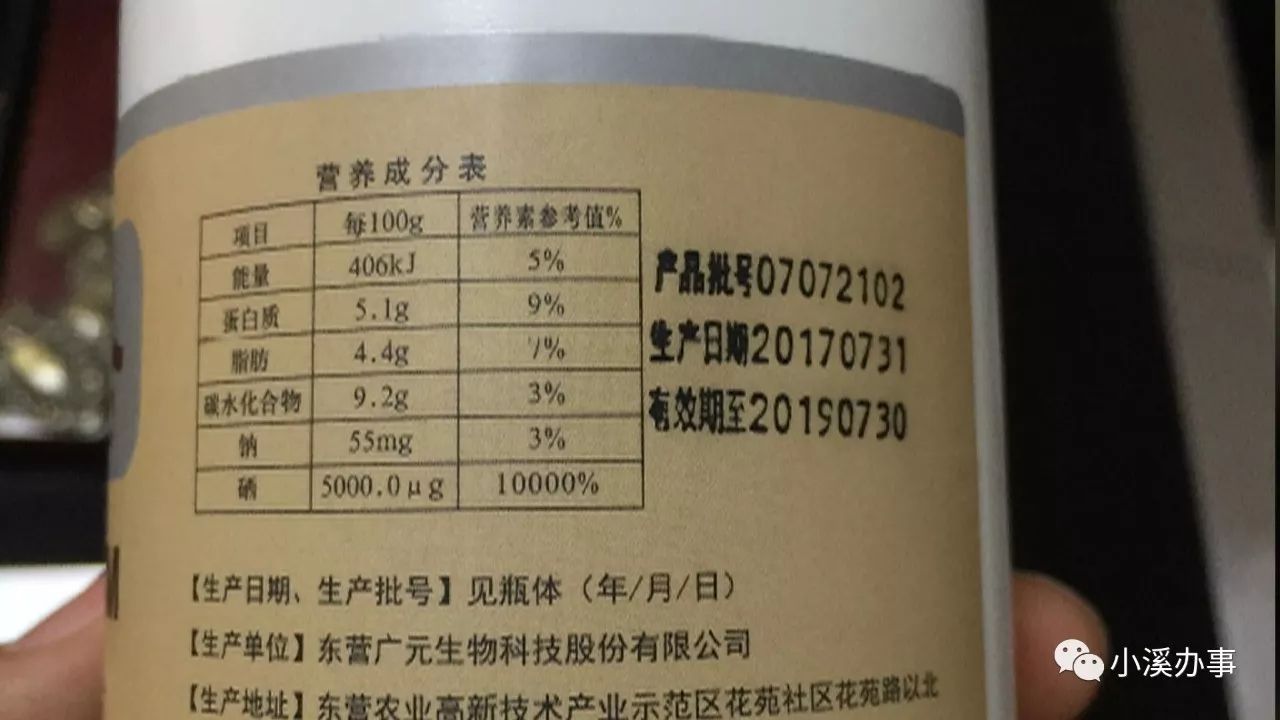 营养成分表
项目 每100g 营养素参考值%
能量 406kJ 5%
蛋白质 5.1g 9%
脂肪 4.4g 7%
碳水化合物 9.2g 3%
钠 55mg 3%
硒 5000.0μg 10000%
产品批号07072102
生产日期20170731
有效期至20190730
【生产日期、生产批号】见瓶体（年/月/日）
【生产单位】东营广元生物科技股份有限公司
【生产地址】东营农业高新技术产业示范区花苑社区花苑路以北
小溪办事